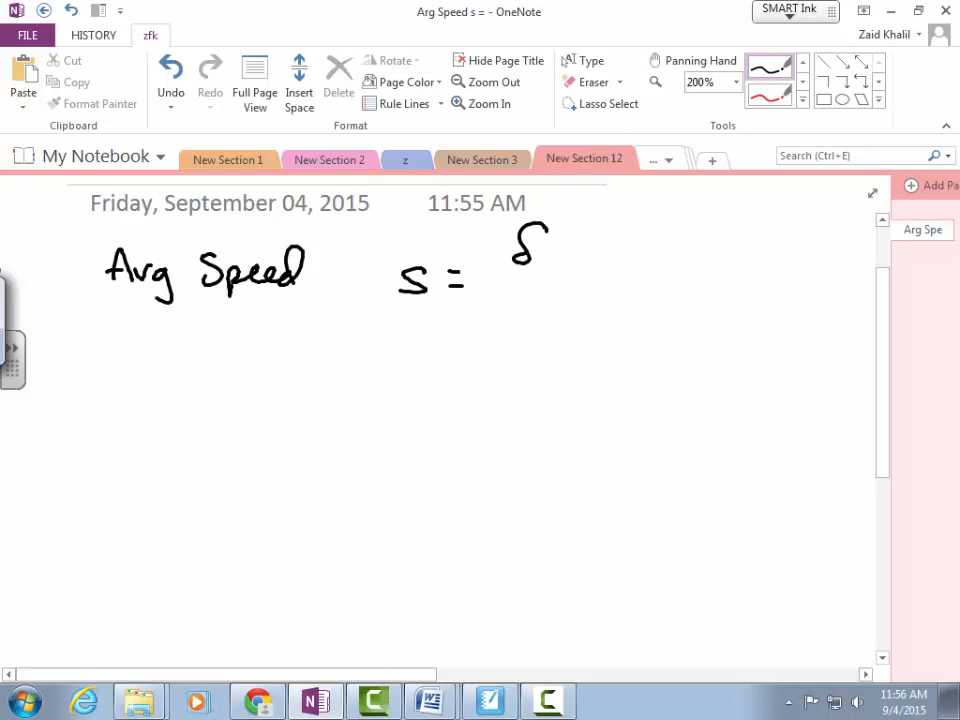 Arg Speed s = - OneNote
SMART Ink
FILE
HISTORY
zfk
Zaid Khalil
Paste
Cut
Copy
Format Painter
Clipboard
Undo
Redo
Full Page View
Insert Space
Delete
Rotate
Page Color
Rule Lines
Hide Page Title
Zoom Out
Zoom In
Format
Type
Eraser
Lasso Select
Panning Hand
200%
Tools
My Notebook
New Section 1
New Section 2
z
New Section 3
New Section 12
...
Search (Ctrl+E)
Add Pa
Arg Spe
Friday, September 04, 2015 11:55 AM
Avg Speed s = δ
11:56 AM
9/4/2015